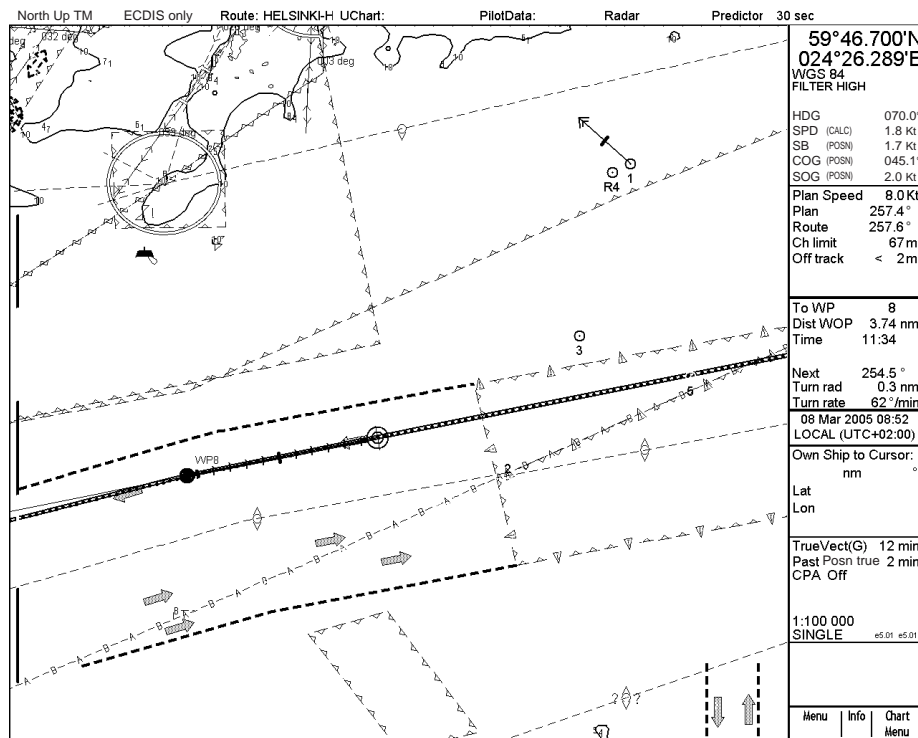 North Up TM ECDIS only Route: HELSINKI-H UChart: PilotData: Radar Predictor 30 sec
59°46.700'N
024°26.289'E
WGS 84
FILTER HIGH
HDG 070.0°
SPD (CALC) 1.8 Kt
SB (POSN) 1.7 Kt
COG (POSN) 045.1°
SOG (POSN) 2.0 Kt
Plan Speed 8.0 Kt
Plan 257.4°
Route 257.6°
Ch limit 67 m
Off track < 2 m
To WP 8
Dist WOP 3.74 nm
Time 11:34
Next 254.5°
Turn rad 0.3 nm
Turn rate 62°/min
08 Mar 2005 08:52
LOCAL (UTC+02:00)
Own Ship to Cursor:
nm °
Lat
Lon
TrueVect(G) 12 min
Past Posn true 2 min
CPA Off
1:100 000
SINGLE e5.01 e5.01
Menu Info Chart Menu
032 deg
003 deg
1
R4
3
5
2
WP8